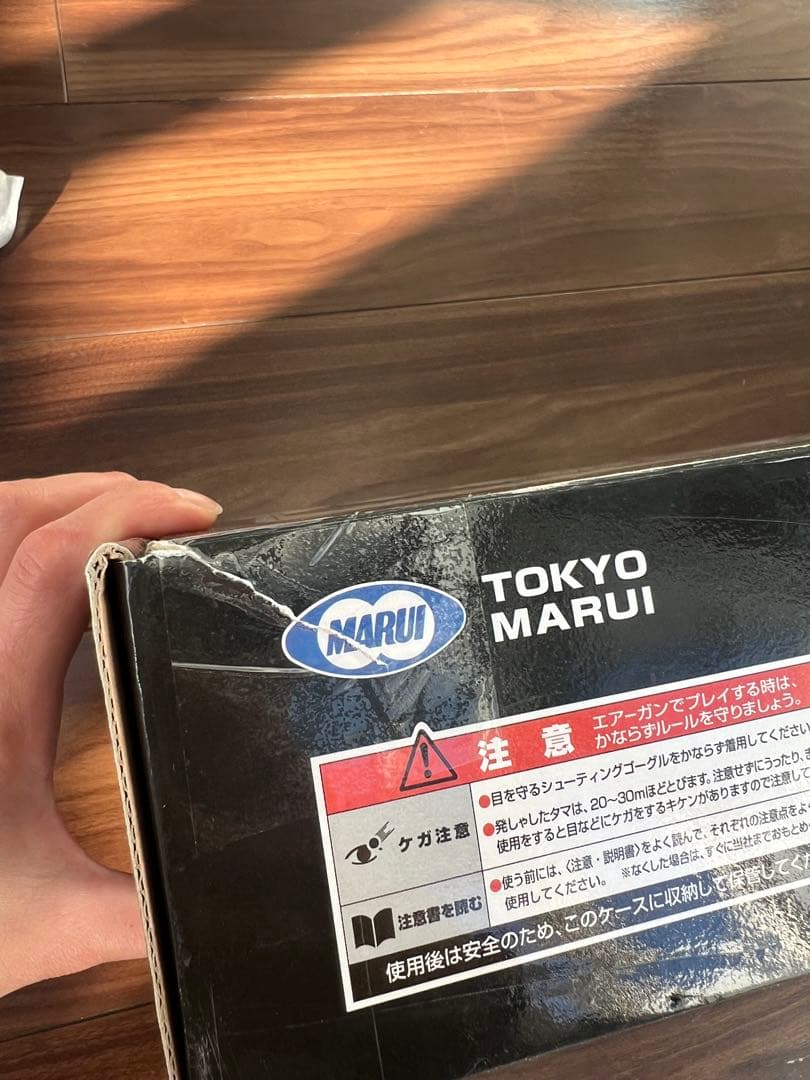 MARUI
TOKYO
MARUI
注意
エアーガンでプレイする時は、
かならずルールを守りましょう。
ケガ注意
●目を守るシューティングゴーグルをかならず着用してください
●発しゃしたタマは、20〜30mほどとびます。注意せずにうったり、
使用をすると目などにケガをするキケンがありますので注意して
注意書を読む
●使う前には、〈注意・説明書〉をよく読んで、それぞれの注意点をよ
使用してください。 ※なくした場合は、すぐに当社までおもとめ
使用後は安全のため、このケースに収納して保管してく